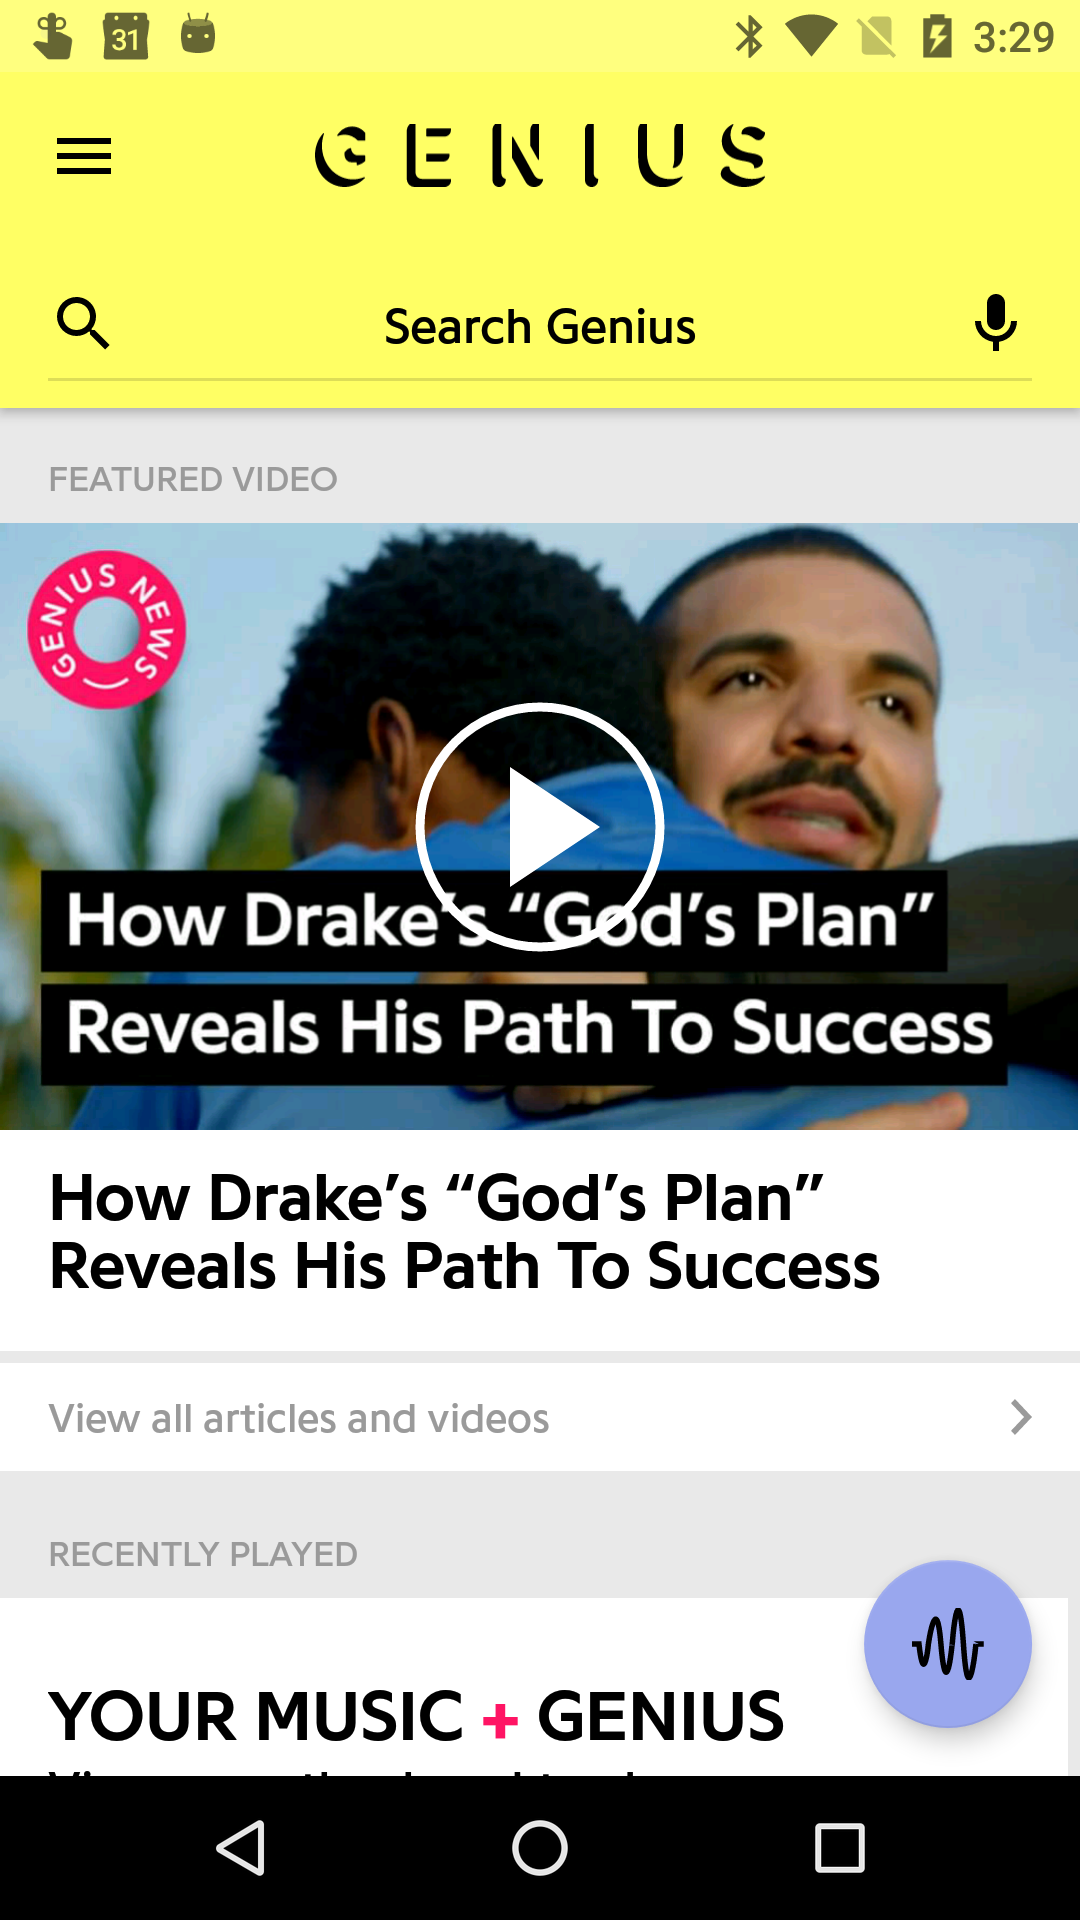 31
3:29
GENIUS
Search Genius
FEATURED VIDEO
GENIUS NEWS
How Drake’s “God’s Plan”
Reveals His Path To Success
How Drake’s “God’s Plan”
Reveals His Path To Success
View all articles and videos
RECENTLY PLAYED
YOUR MUSIC + GENIUS